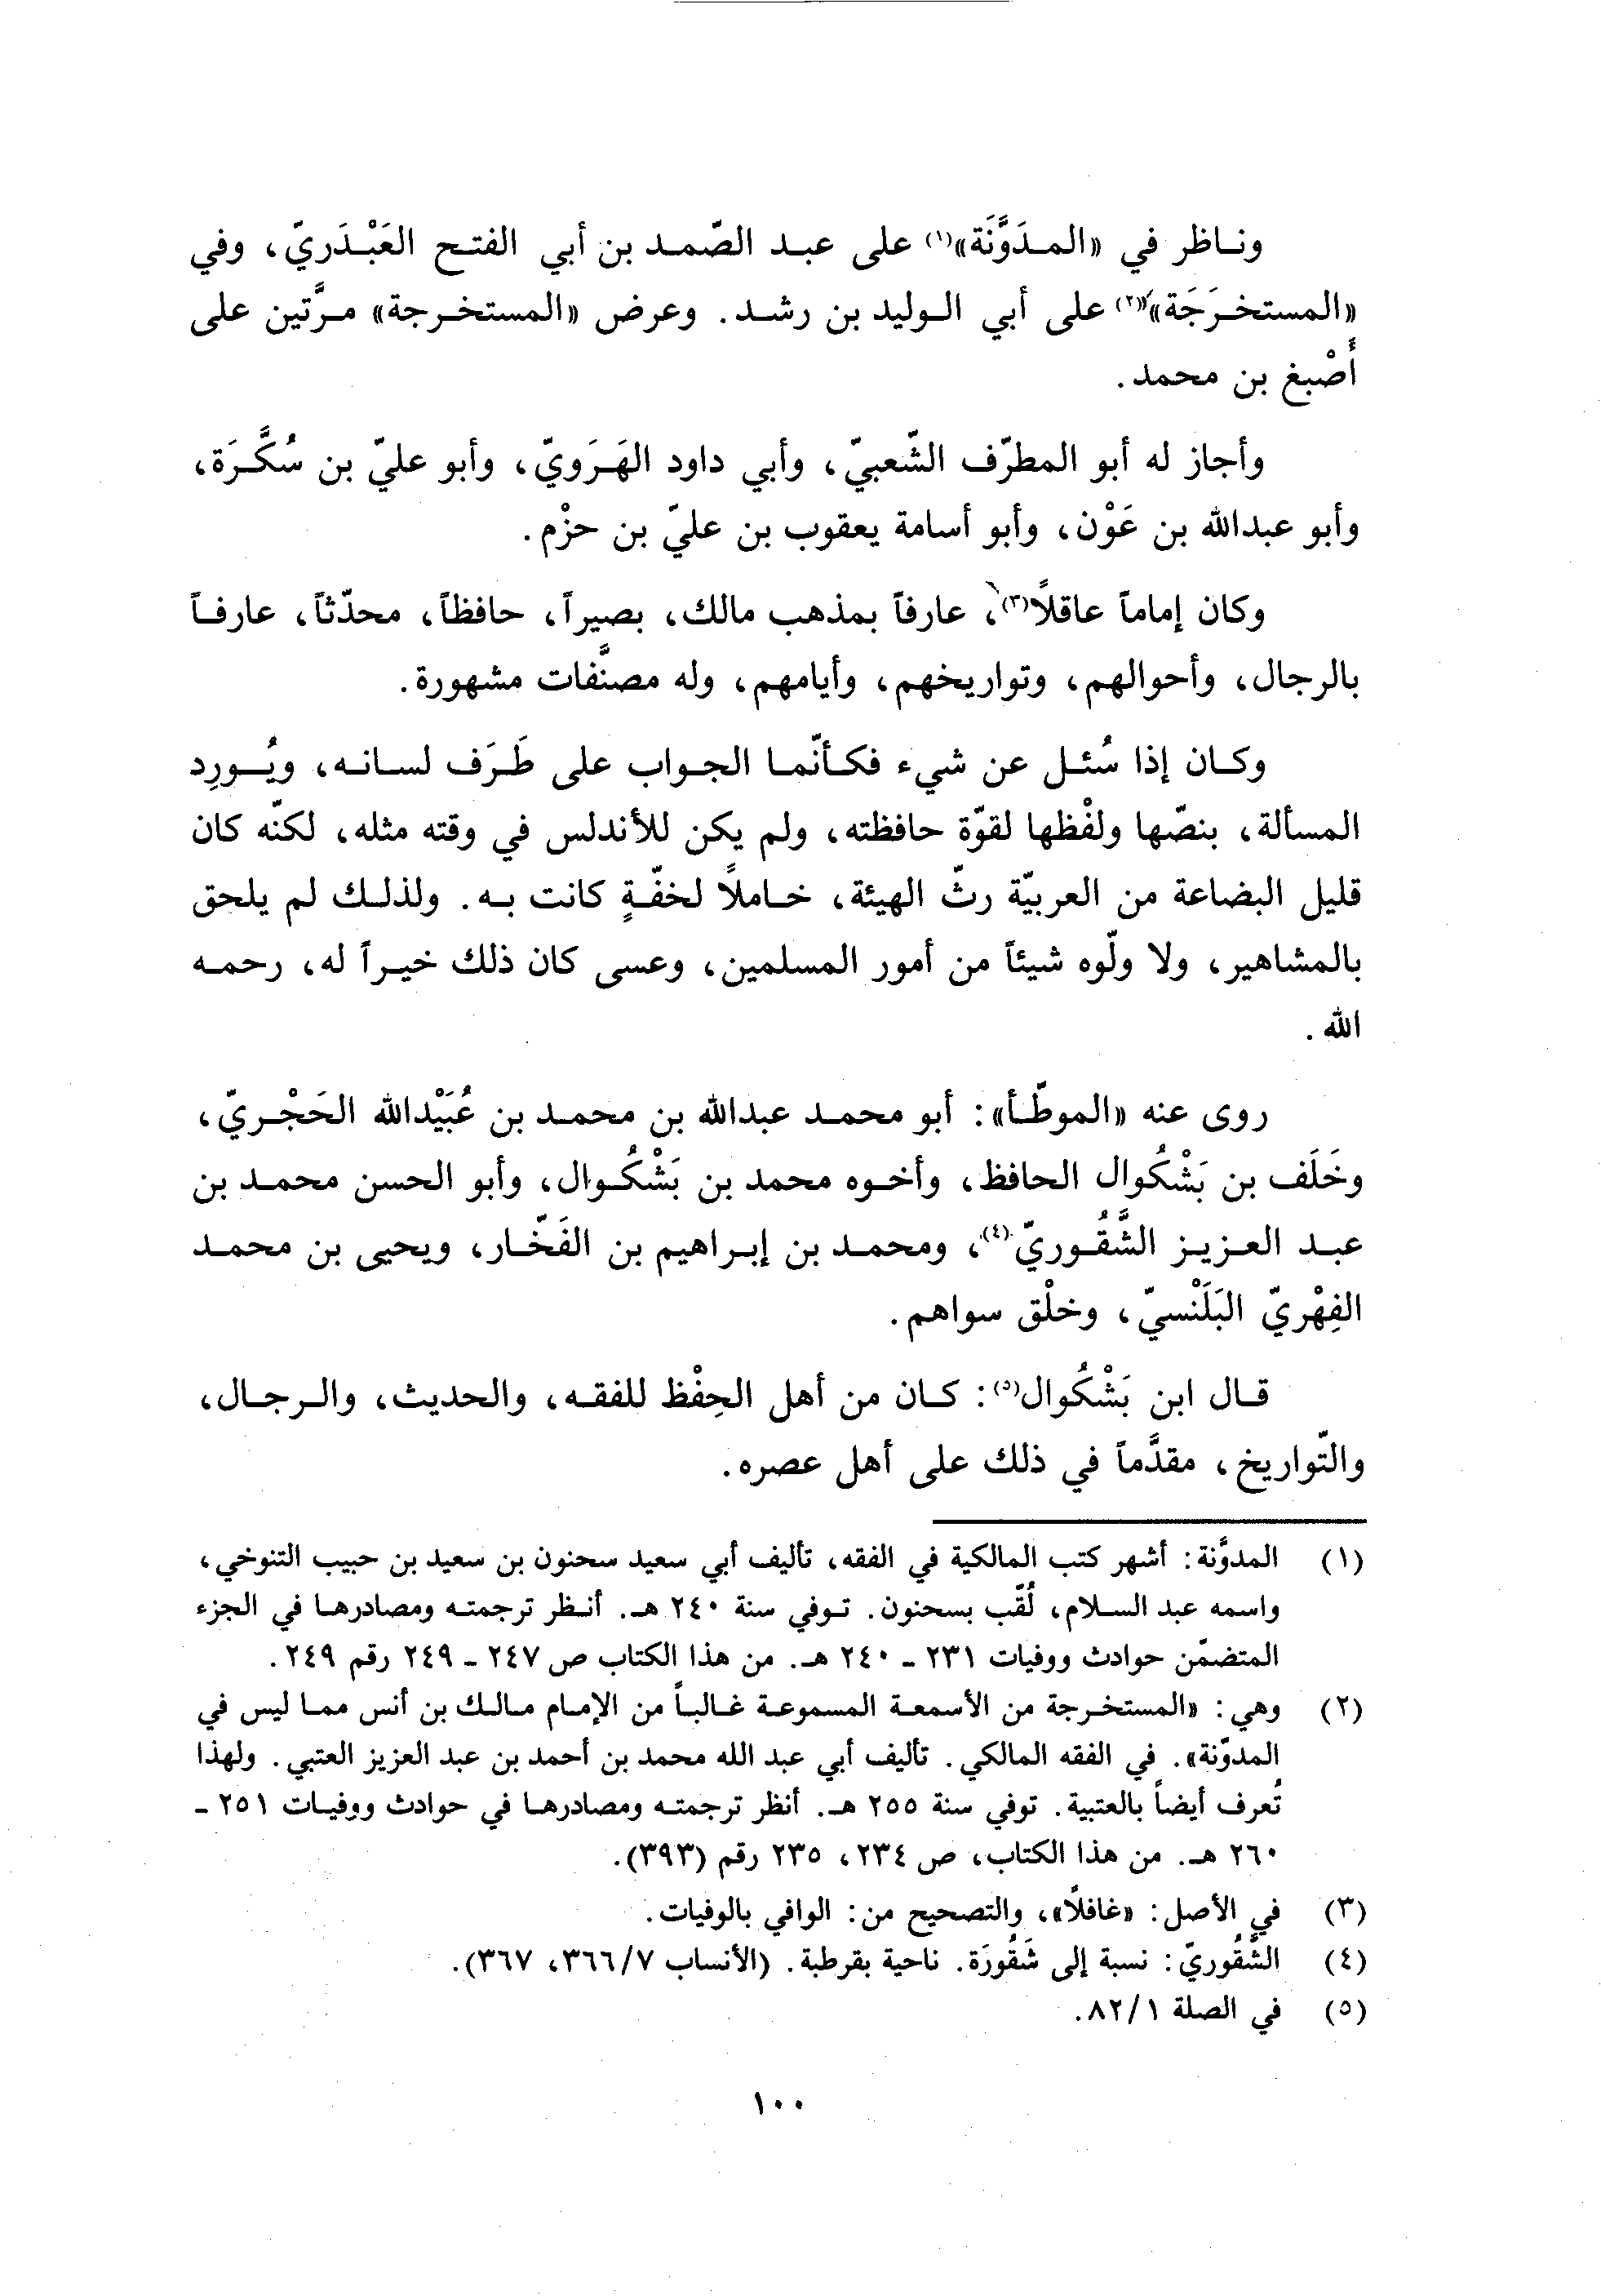 وناظر في «المدَوَّنَة»(١) على عبد الصّمد بن أبي الفتح العَبْدَريّ، وفي
«المستخرَجَة»(٢) على أبي الوليد بن رشد. وعرض «المستخرجة» مرَّتين على
أَصْبغ بن محمد.
وأجاز له أبو المطرّف الشّعبيّ، وأبي داود الهَرَويّ، وأبو عليّ بن سُكَّرَة،
وأبو عبدالله بن عَوْن، وأبو أسامة يعقوب بن عليّ بن حزْم.
وكان إماماً عاقلاً(٣)، عارفاً بمذهب مالك، بصيراً، حافظاً، محدّثاً، عارفاً
بالرجال، وأحوالهم، وتواريخهم، وأيامهم، وله مصنَّفات مشهورة.
وكان إذا سُئل عن شيء فكأنّما الجواب على طَرَف لسانه، ويُورِد
المسألة، بنصّها ولفْظها لقوّة حافظته، ولم يكن للأندلس في وقته مثله، لكنّه كان
قليل البضاعة من العربيّة رثّ الهيئة، خاملاً لخفّةٍ كانت به. ولذلك لم يلحق
بالمشاهير، ولا ولّوه شيئاً من أمور المسلمين، وعسى كان ذلك خيراً له، رحمه
الله.
روى عنه «الموطّأ»: أبو محمد عبدالله بن محمد بن عُبَيْدالله الحَجْريّ،
وخَلَف بن بَشْكُوال الحافظ، وأخوه محمد بن بَشْكُوال، وأبو الحسن محمد بن
عبد العزيز الشَّقُوريّ(٤)، ومحمد بن إبراهيم بن الفَخّار، ويحيى بن محمد
الفِهْريّ البَلَنْسيّ، وخلْق سواهم.
قال ابن بَشْكُوال(٥): كان من أهل الحِفْظ للفقه، والحديث، والرجال،
والتّواريخ، مقدَّماً في ذلك على أهل عصره.
(١) المدوَّنة: أشهر كتب المالكية في الفقه، تأليف أبي سعيد سحنون بن سعيد بن حبيب التنوخي،
واسمه عبد السلام، لُقّب بسحنون. توفي سنة ٢٤٠ هـ. أنظر ترجمته ومصادرها في الجزء
المتضمّن حوادث ووفيات ٢٣١ ـ ٢٤٠ هـ. من هذا الكتاب ص ٢٤٧ ـ ٢٤٩ رقم ٢٤٩.
(٢) وهي: «المستخرجة من الأسمعة المسموعة غالباً من الإمام مالك بن أنس مما ليس في
المدوّنة». في الفقه المالكي. تأليف أبي عبد الله محمد بن أحمد بن عبد العزيز العتبي. ولهذا
تُعرف أيضاً بالعتبية. توفي سنة ٢٥٥ هـ. أنظر ترجمته ومصادرها في حوادث ووفيات ٢٥١ ـ
٢٦٠ هـ. من هذا الكتاب، ص ٢٣٤، ٢٣٥ رقم (٣٩٣).
(٣) في الأصل: «غافلاً»، والتصحيح من: الوافي بالوفيات.
(٤) الشَّقُوريّ: نسبة إلى شَقُورَة. ناحية بقرطبة. (الأنساب ٣٦٦/٧، ٣٦٧).
(٥) في الصلة ٨٢/١.
١٠٠